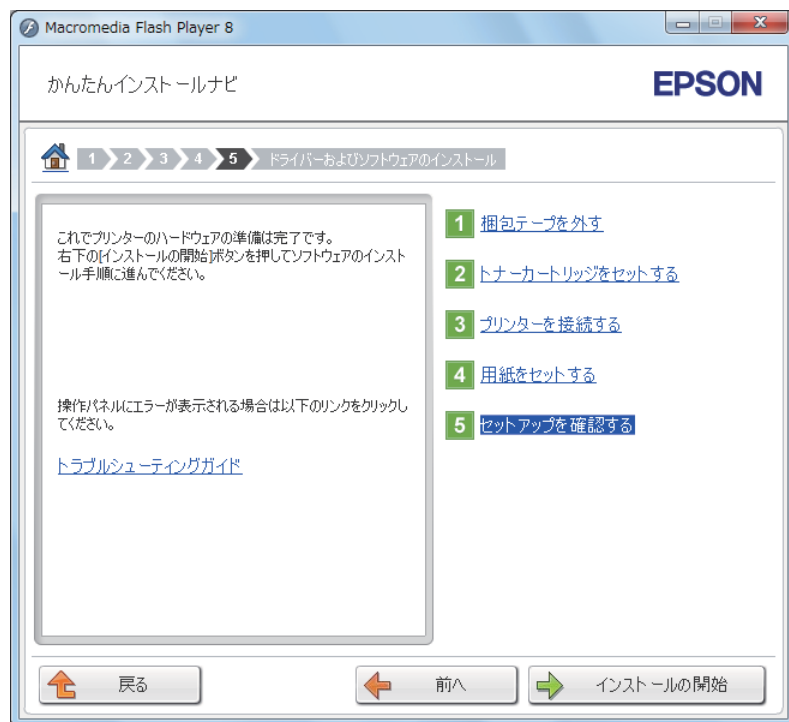 Macromedia Flash Player 8
かんたんインストールナビ
EPSON
1 2 3 4 5 ドライバーおよびソフトウェアのインストール
これでプリンターのハードウェアの準備は完了です。
右下の[インストールの開始]ボタンを押してソフトウェアのインスト
ール手順に進んでください。
操作パネルにエラーが表示される場合は以下のリンクをクリックし
てください。
トラブルシューティングガイド
1 梱包テープを外す
2 トナーカートリッジをセットする
3 プリンターを接続する
4 用紙をセットする
5 セットアップを確認する
戻る
前へ
インストールの開始